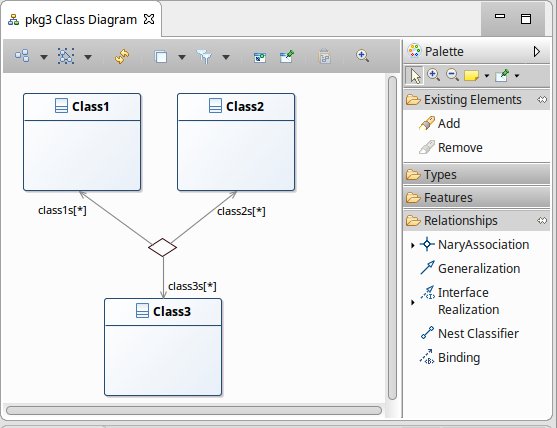 pkg3 Class Diagram
Palette
Class1
Class2
class1s[*]
class2s[*]
class3s[*]
Class3
Existing Elements
Add
Remove
Types
Features
Relationships
NaryAssociation
Generalization
Interface
Realization
Nest Classifier
Binding